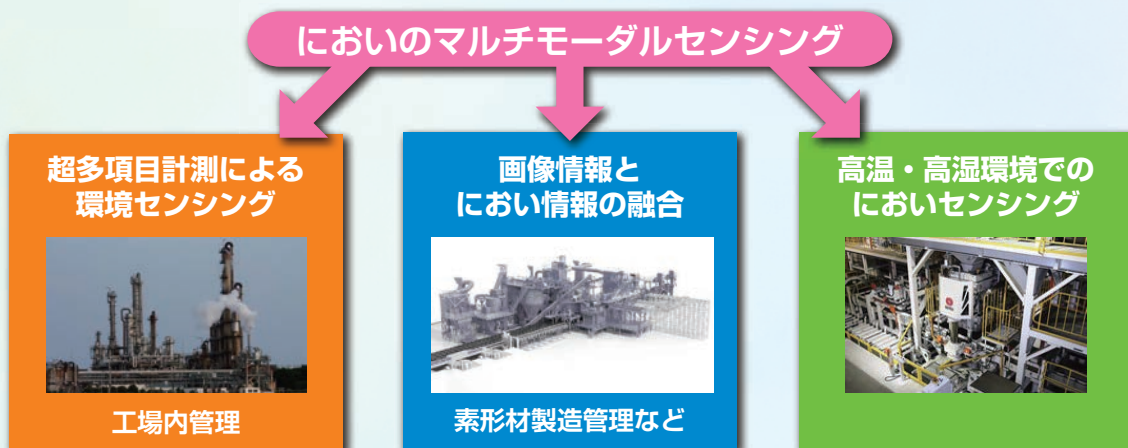 においのマルチモーダルセンシング
超多項目計測による
環境センシング
工場内管理
画像情報と
におい情報の融合
素形材製造管理など
高温・高湿環境での
においセンシング